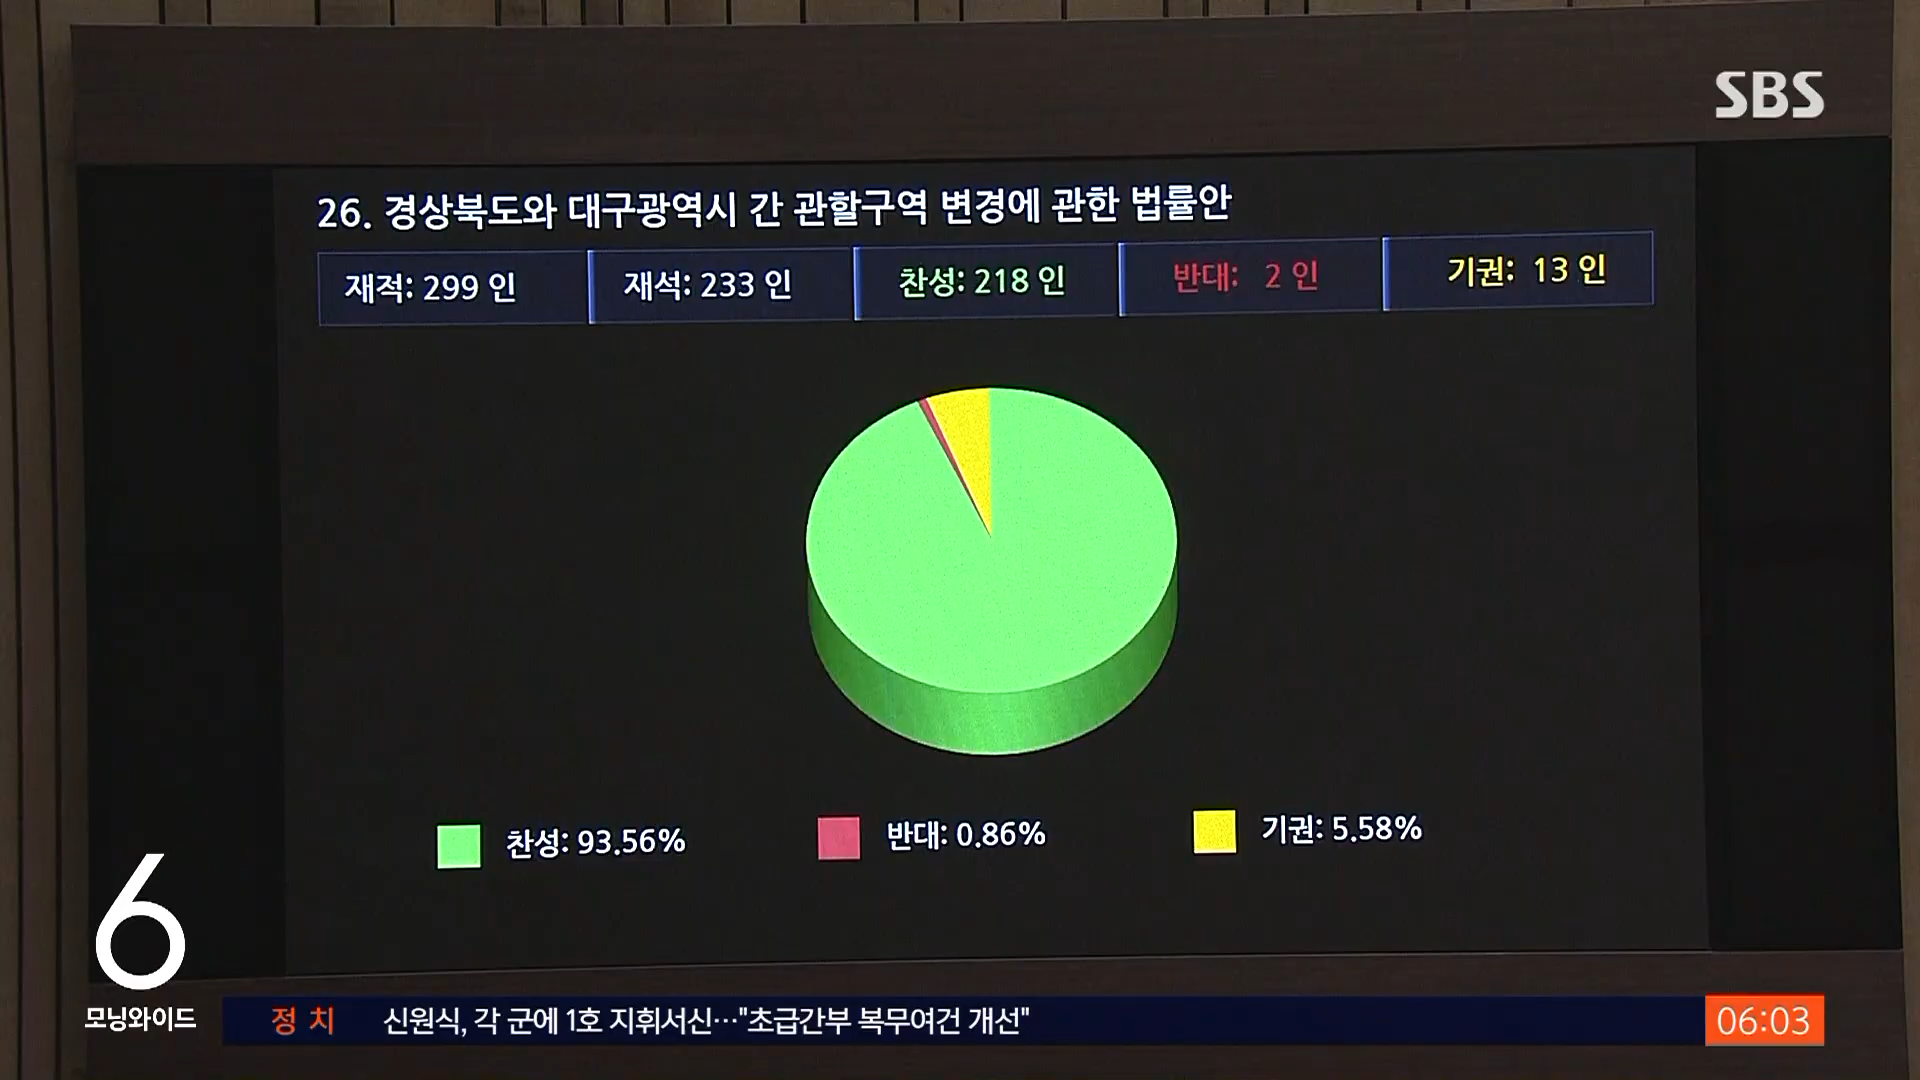 SBS
26. 경상북도와 대구광역시 간 관할구역 변경에 관한 법률안
재적: 299 인 재석: 233 인 찬성: 218 인 반대: 2 인 기권: 13 인
찬성: 93.56% 반대: 0.86% 기권: 5.58%
6
모닝와이드
정치 신원식, 각 군에 1호 지휘서신…"초급간부 복무여건 개선" 06:03